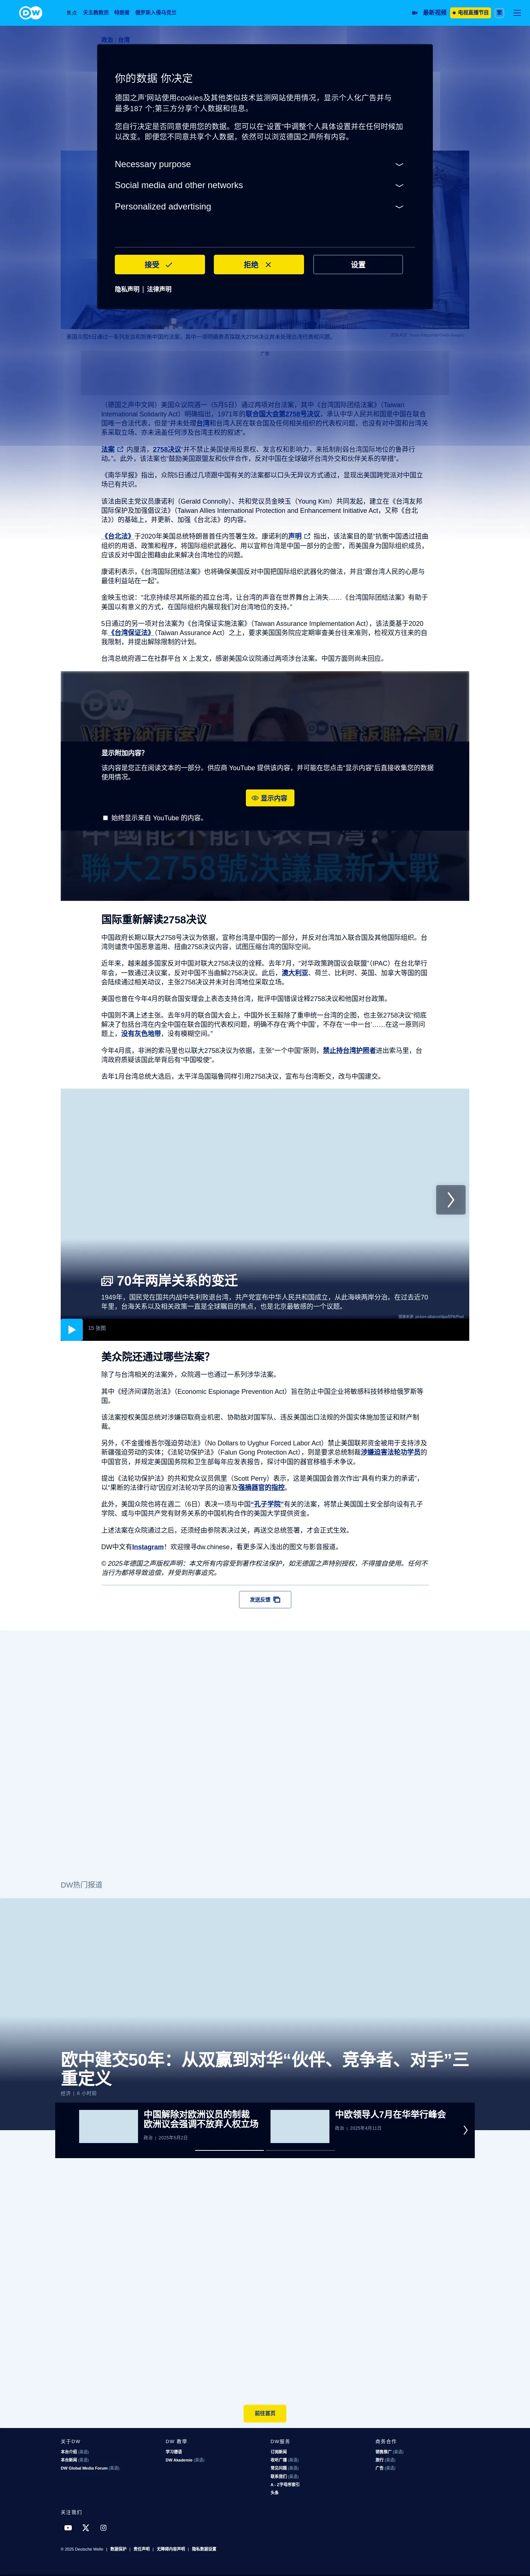 DW
焦点 天主教教宗 特朗普 俄罗斯入侵乌克兰
最新视频
电视直播节目
繁
政治 | 台湾
你的数据 你决定
德国之声'网站使用cookies及其他类似技术监测网站使用情况，显示个人化广告并与
最多187 个;第三方分享个人数据和信息。
您自行决定是否同意使用您的数据。您可以在“设置”中调整个人具体设置并在任何时候加
以改变。即便您不同意共享个人数据，依然可以浏览德国之声所有内容。
Necessary purpose
Social media and other networks
Personalized advertising
接受
拒绝
设置
隐私声明 | 法律声明
美国众院5日通过一系列友台和防衡中国的法案，其中一项明确表百指联大2758决议并未处理台湾代表权问题。
广告
（德国之声中文网）美国众议院週一（5月5日）通过两项对台法案，其中《台湾国际团结法案》（Taiwan
International Solidarity Act）明确指出，1971年的联合国大会第2758号决议，承认中华人民共和国是中国在联合
国唯一合法代表，但是“并未处理台湾和台湾人民在联合国及任何相关组织的代表权问题，也没有对中国和台湾关
系采取立场、亦未涵盖任何涉及台湾主权的叙述”。
法案 内厘清，2758决议“并不禁止美国使用投票权、发言权和影响力，来抵制削弱台湾国际地位的鲁莽行
动。”。此外，该法案也“鼓励美国跟盟友和伙伴合作，反对中国在全球破坏台湾外交和伙伴关系的举措”。
《南华早报》指出，众院5日通过几项跟中国有关的法案都以口头无异议方式通过，显现出美国跨党派对中国立
场已有共识。
该法由民主党议员康诺利（Gerald Connolly）、共和党议员金映玉（Young Kim）共同发起，建立在《台湾友邦
国际保护及加强倡议法》（Taiwan Allies International Protection and Enhancement Initiative Act，又称《台北
法》）的基础上，并更新、加强《台北法》的内容。
《台北法》于2020年美国总统特朗普首任内签署生效。康诺利的声明 指出，该法案目的是“抗衡中国透过扭曲
组织的用语、政策和程序，将国际组织武器化、用以宣称台湾是中国一部分的企图”，而美国身为国际组织成员，
应该反对中国企图藉由此来解决台湾地位的问题。
康诺利表示，《台湾国际团结法案》也将确保美国反对中国把国际组织武器化的做法，并且“跟台湾人民的心愿与
最佳利益站在一起”。
金映玉也谈：“北京持续尽其所能的孤立台湾，让台湾的声音在世界舞台上消失……《台湾国际团结法案》有助于
美国以有意义的方式，在国际组织内展现我们对台湾地位的支持。”
5日通过的另一项对台法案为《台湾保证实施法案》（Taiwan Assurance Implementation Act），该法奠基于2020
年《台湾保证法》（Taiwan Assurance Act）之上，要求美国国务院应定期审查美台往来准则，检视双方往来的自
我限制，并提出解除限制的计划。
台湾总统府週二在社群平台 X 上发文，感谢美国众议院通过两项涉台法案。中国方面则尚未回应。
显示附加内容?
该内容是您正在阅读文本的一部分。供应商 YouTube 提供该内容，并可能在您点击“显示内容”后直接收集您的数据
使用情况。
显示内容
始终显示来自 YouTube 的内容。
中國能不能代表台灣？
聯大2758號決議最新大戰
国际重新解读2758决议
中国政府长期以联大2758号决议为依据，宣称台湾是中国的一部分，并反对台湾加入联合国及其他国际组织。台
湾则谴责中国恶意滥用、扭曲2758决议内容，试图压缩台湾的国际空间。
近年来，越来越多国家反对中国对联大2758决议的诠释。去年7月，“对华政策跨国议会联盟”（IPAC）在台北举行
年会，一致通过决议案，反对中国不当曲解2758决议。此后，澳大利亚、荷兰、比利时、英国、加拿大等国的国
会陆续通过相关动议，主张2758决议并未对台湾地位采取立场。
美国也曾在今年4月的联合国安理会上表态支持台湾，批评中国错误诠释2758决议和他国对台政策。
中国则不满上述主张。去年9月的联合国大会上，中国外长王毅除了重申统一台湾的企图，也主张2758决议“彻底
解决了包括台湾在内全中国在联合国的代表权问题，明确不存在‘两个中国’，不存在‘一中一台’……在这一原则问
题上，没有灰色地带，没有模糊空间。”
今年4月底，非洲的索马里也以联大2758决议为依据，主张“一个中国”原则，禁止持台湾护照者进出索马里，台
湾政府质疑该国此举背后有“中国唆使”。
去年1月台湾总统大选后，太平洋岛国瑙鲁同样引用2758决议，宣布与台湾断交，改与中国建交。
70年两岸关系的变迁
1949年，国民党在国共内战中失利败退台湾，共产党宣布中华人民共和国成立，从此海峡两岸分治。在过去近70
年里，台海关系以及相关政策一直是全球瞩目的焦点，也是北京最敏感的一个议题。
图像来源: picture-alliance/dpa/EPA/Pool
15 张图
美众院还通过哪些法案?
除了与台湾相关的法案外，众院週一也通过一系列涉华法案。
其中《经济间谍防治法》（Economic Espionage Prevention Act）旨在防止中国企业将敏感科技转移给俄罗斯等
国。
该法案授权美国总统对涉嫌窃取商业机密、协助敌对国军队、违反美国出口法规的外国实体施加签证和财产制
裁。
另外，《不金援维吾尔强迫劳动法》（No Dollars to Uyghur Forced Labor Act）禁止美国联邦资金被用于支持涉及
新疆强迫劳动的实体；《法轮功保护法》（Falun Gong Protection Act），则是要求总统制裁涉嫌迫害法轮功学员的
中国官员，并规定美国国务院和卫生部每年应发表报告，探讨中国的器官移植手术争议。
提出《法轮功保护法》的共和党众议员佩里（Scott Perry）表示，这是美国国会首次作出“具有约束力的承诺”，
以“果断的法律行动”因应对法轮功学员的迫害及强摘器官的指控。
此外，美国众院也将在週二（6日）表决一项与中国“孔子学院”有关的法案，将禁止美国国土安全部向设有孔子
学院、或与中国共产党有财务关系的中国机构合作的美国大学提供资金。
上述法案在众院通过之后，还须经由参院表决过关，再送交总统签署，才会正式生效。
DW中文有Instagram！欢迎搜寻dw.chinese，看更多深入浅出的图文与影音报道。
© 2025年德国之声版权声明：本文所有内容受到著作权法保护，如无德国之声特别授权，不得擅自使用。任何不
当行为都将导致追偿，并受到刑事追究。
发送反馈
DW热门报道
欧中建交50年：从双赢到对华“伙伴、竞争者、对手”三
重定义
经济 | 6 小时前
中国解除对欧洲议员的制裁
欧洲议会强调不放弃人权立场
政治 | 2025年5月2日
中欧领导人7月在华举行峰会
政治 | 2025年4月11日
前往首页
关于DW
本台介绍 (英语)
本台新闻 (英语)
DW Global Media Forum (英语)
DW 教學
学习德语
DW Akademie (英语)
DW服务
订阅新闻
收听广播 (英语)
常见问题 (英语)
联系我们 (英语)
A - Z字母序索引
头条
商务合作
销售推广 (英语)
旅行 (英语)
广告 (英语)
关注我们
© 2025 Deutsche Welle | 数据保护 | 责任声明 | 无障碍内容声明 | 隐私数据设置